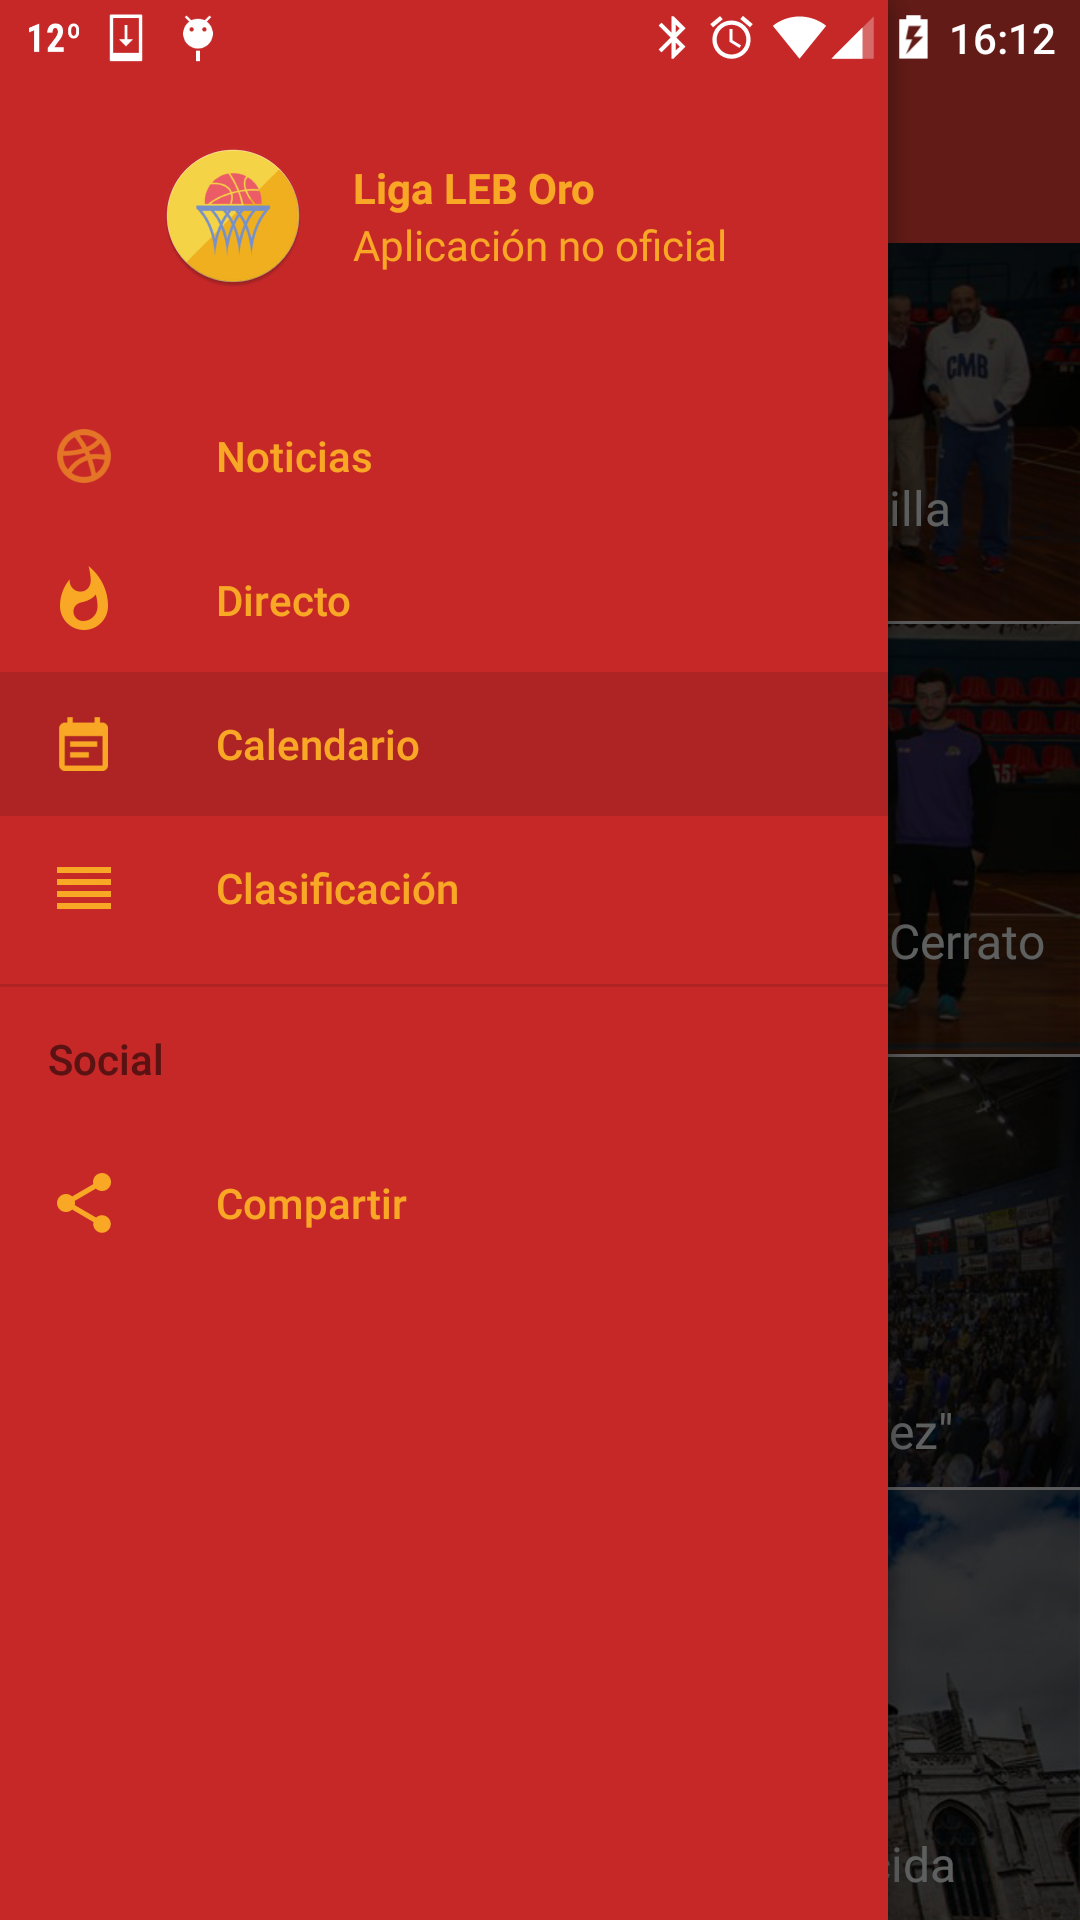 12º
16:12
Liga LEB Oro
Aplicación no oficial
CMB
Noticias
illa
Directo
Calendario
Clasificación
Cerrato
Social
Compartir
ez"
cida